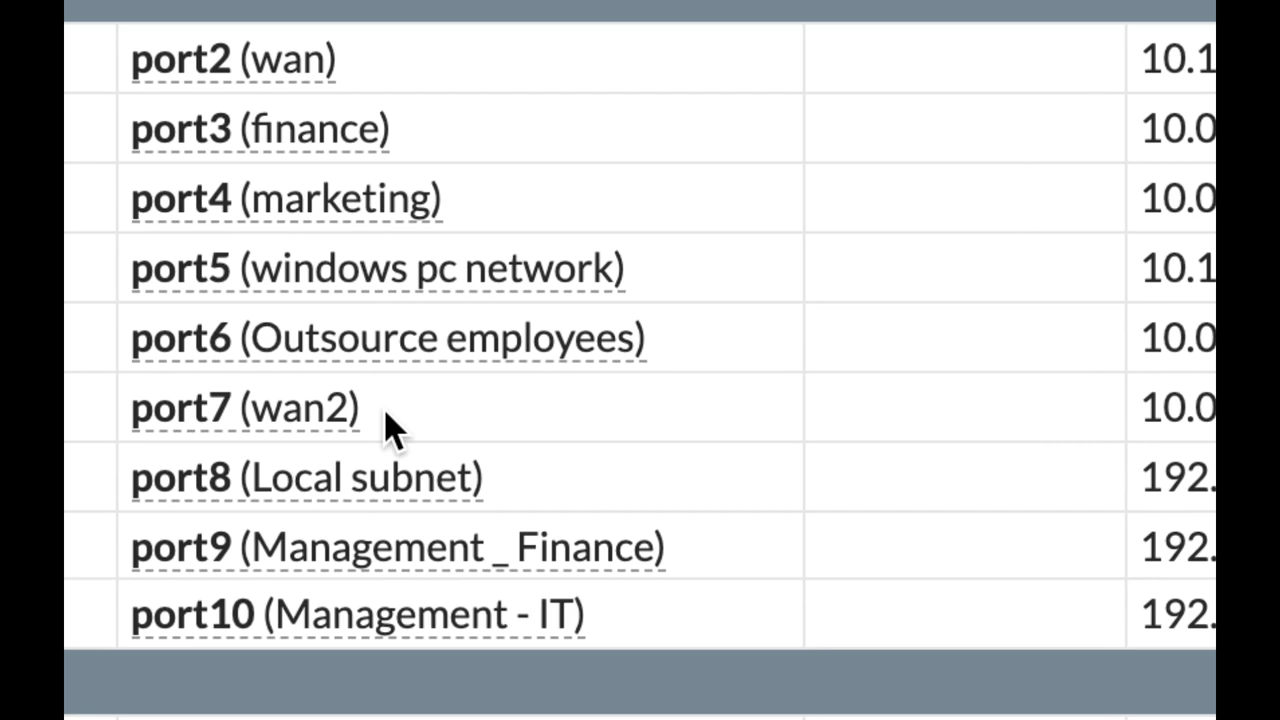 port2 (wan) 10.1
port3 (finance) 10.0
port4 (marketing) 10.0
port5 (windows pc network) 10.1
port6 (Outsource employees) 10.0
port7 (wan2) 10.0
port8 (Local subnet) 192.
port9 (Management _ Finance) 192.
port10 (Management - IT) 192.